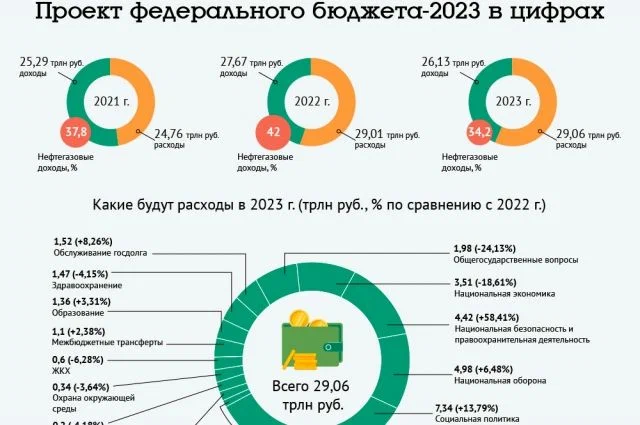 Проект федерального бюджета-2023 в цифрах
25,29 трлн руб.
доходы
2021 г.
37,8
24,76 трлн руб.
расходы
Нефтегазовые
доходы, %
27,67 трлн руб.
доходы
2022 г.
42
29,01 трлн руб.
расходы
Нефтегазовые
доходы, %
26,13 трлн руб.
доходы
2023 г.
34,2
29,06 трлн руб.
расходы
Нефтегазовые
доходы, %
Какие будут расходы в 2023 г. (трлн руб., % по сравнению с 2022 г.)
1,52 (+8,26%)
Обслуживание госдолга
1,47 (-4,15%)
Здравоохранение
1,36 (+3,31%)
Образование
1,1 (+2,38%)
Межбюджетные трансферты
0,6 (-6,28%)
ЖКХ
0,34 (-3,64%)
Охрана окружающей
среды
1,98 (-24,13%)
Общегосударственные вопросы
3,51 (-18,61%)
Национальная экономика
4,42 (+58,41%)
Национальная безопасность и
правоохранительная деятельность
4,98 (+6,48%)
Национальная оборона
7,34 (+13,79%)
Социальная политика
Всего 29,06
трлн руб.